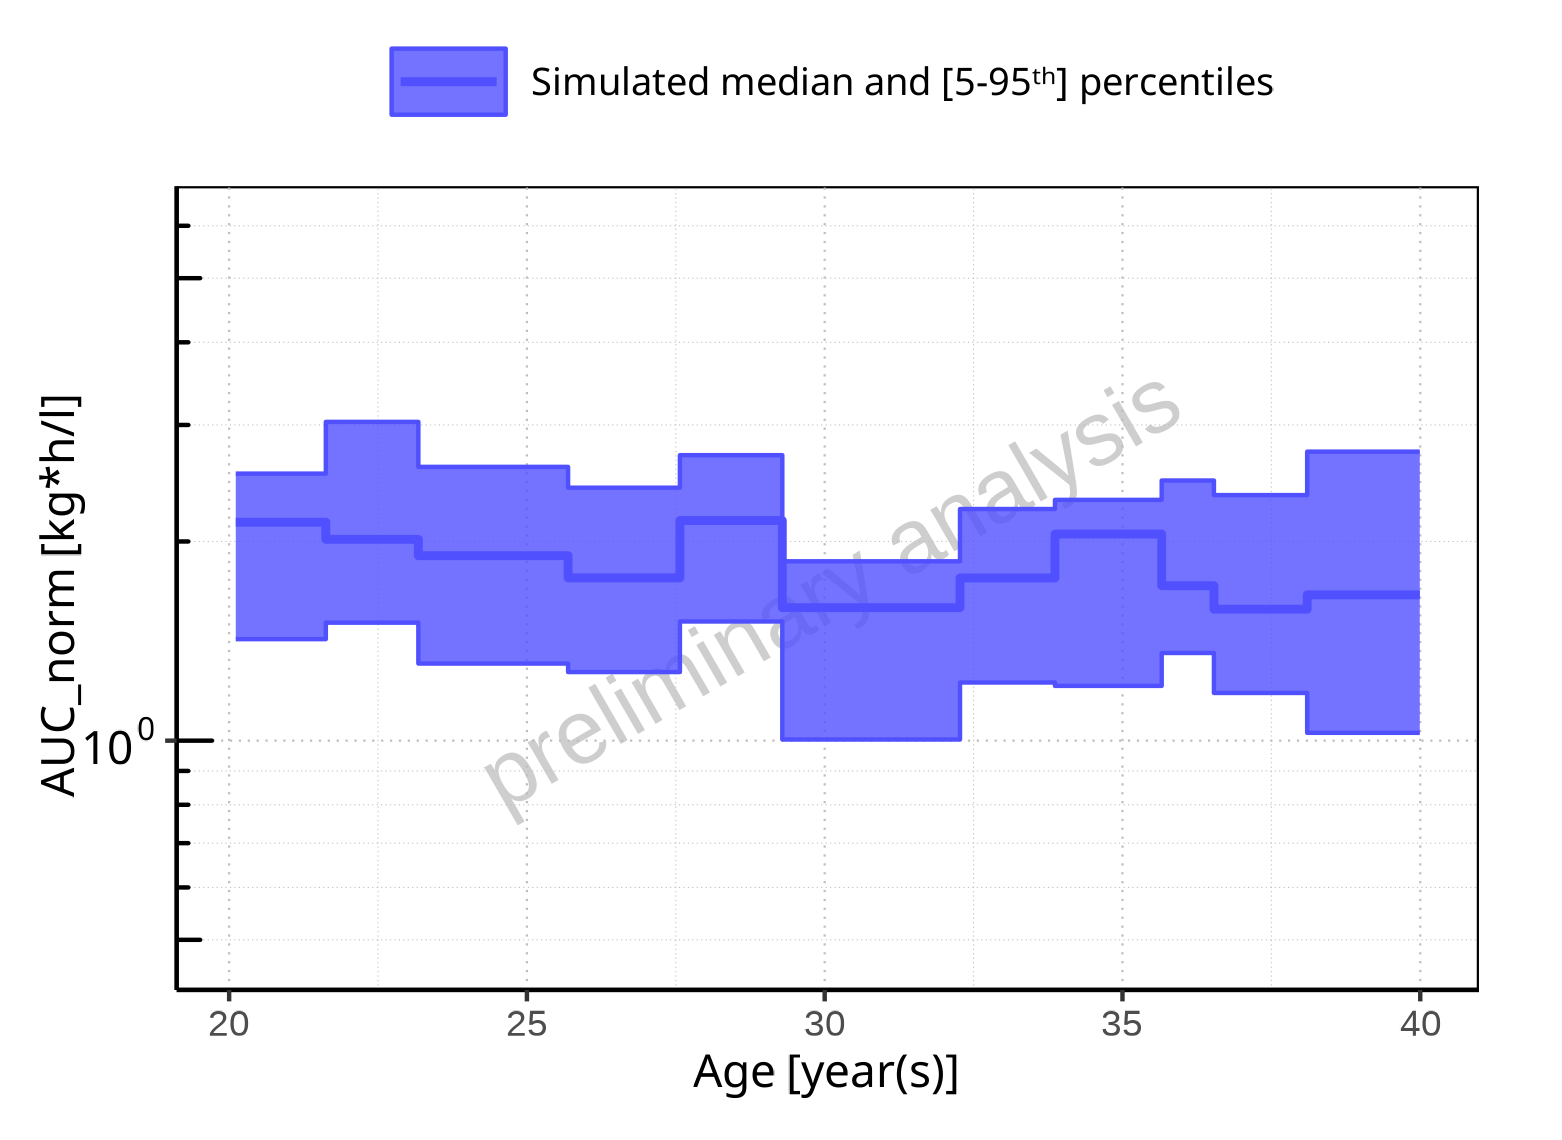 Simulated median and [5-95ᵗʰ] percentiles
AUC_norm [kg*h/l]
10⁰
preliminary analysis
20 25 30 35 40
Age [year(s)]